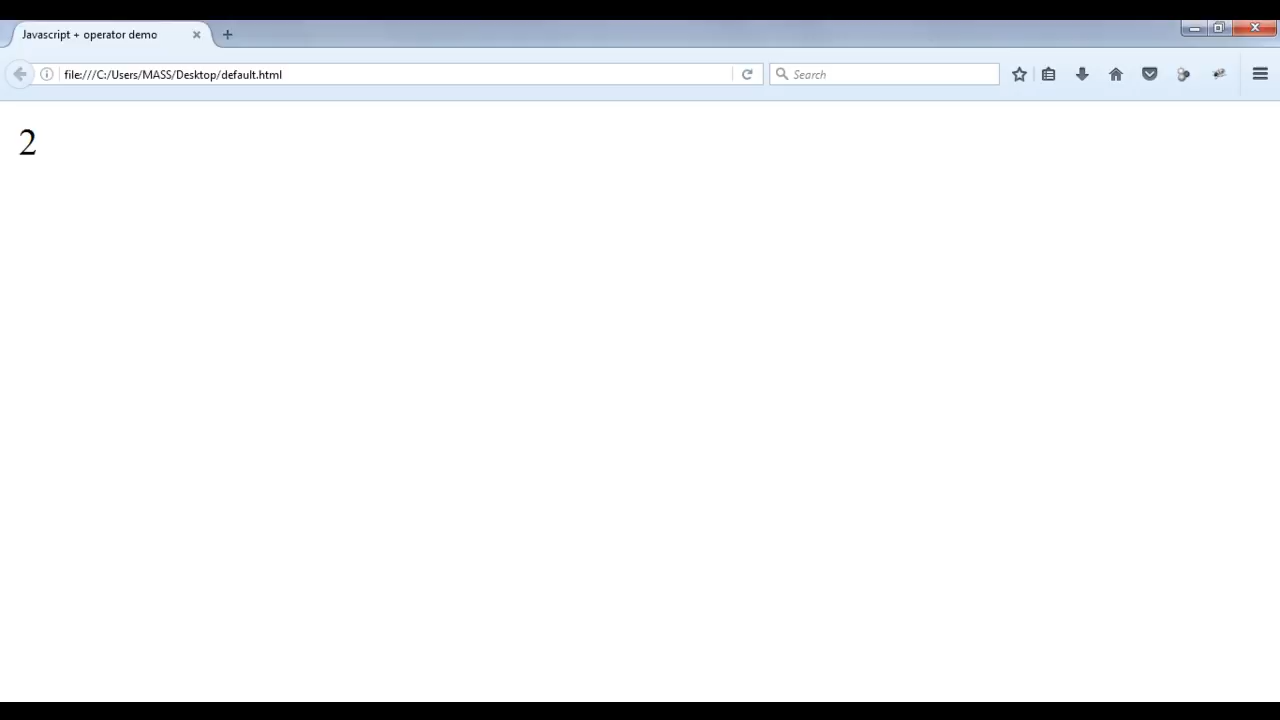 Javascript + operator demo
file:///C:/Users/MASS/Desktop/default.html
Search
2